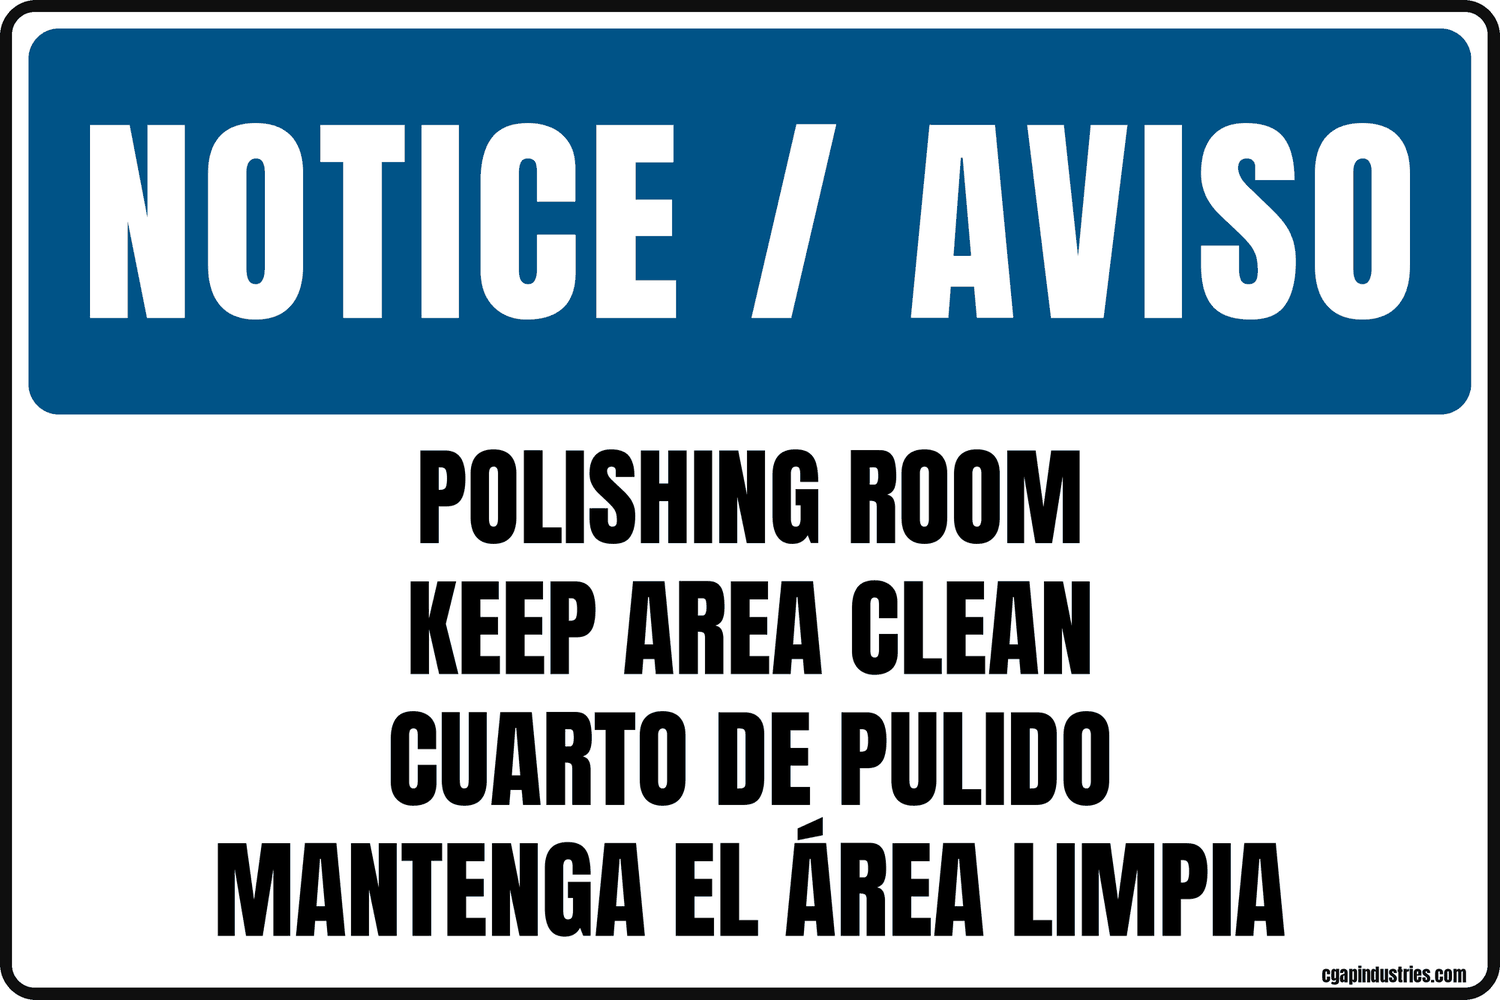 NOTICE / AVISO
POLISHING ROOM
KEEP AREA CLEAN
CUARTO DE PULIDO
MANTENGA EL ÁREA LIMPIA
cgapindustries.com